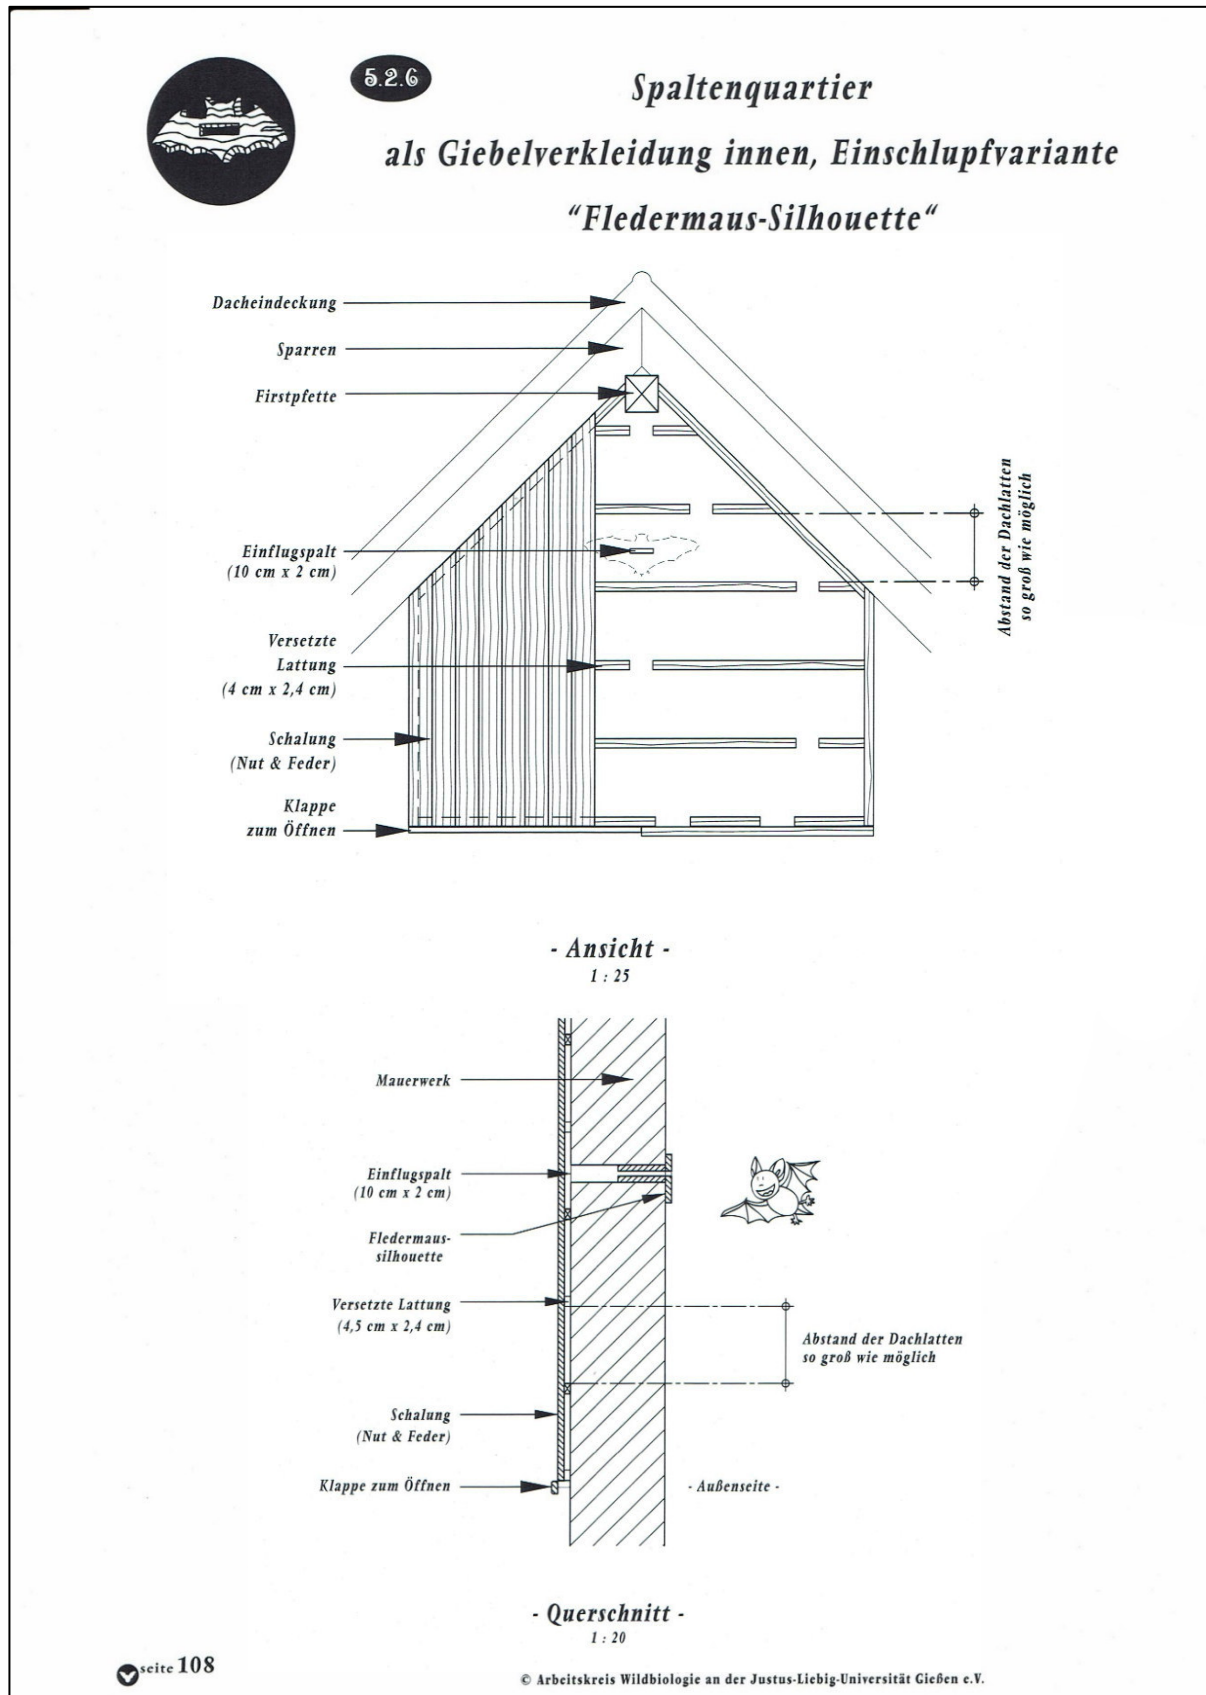 5.2.6
Spaltenquartier
als Giebelverkleidung innen, Einschlupfvariante
“Fledermaus-Silhouette“
Dacheindeckung
Sparren
Firstpfette
Einflugspalt
(10 cm x 2 cm)
Versetzte
Lattung
(4 cm x 2,4 cm)
Schalung
(Nut & Feder)
Klappe
zum Öffnen
Abstand der Dachlatten
so groß wie möglich
- Ansicht -
1 : 25
Mauerwerk
Einflugspalt
(10 cm x 2 cm)
Fledermaus-
silhouette
Versetzte Lattung
(4,5 cm x 2,4 cm)
Abstand der Dachlatten
so groß wie möglich
Schalung
(Nut & Feder)
Klappe zum Öffnen
- Außenseite -
- Querschnitt -
1 : 20
seite 108
© Arbeitskreis Wildbiologie an der Justus-Liebig-Universität Gießen e.V.